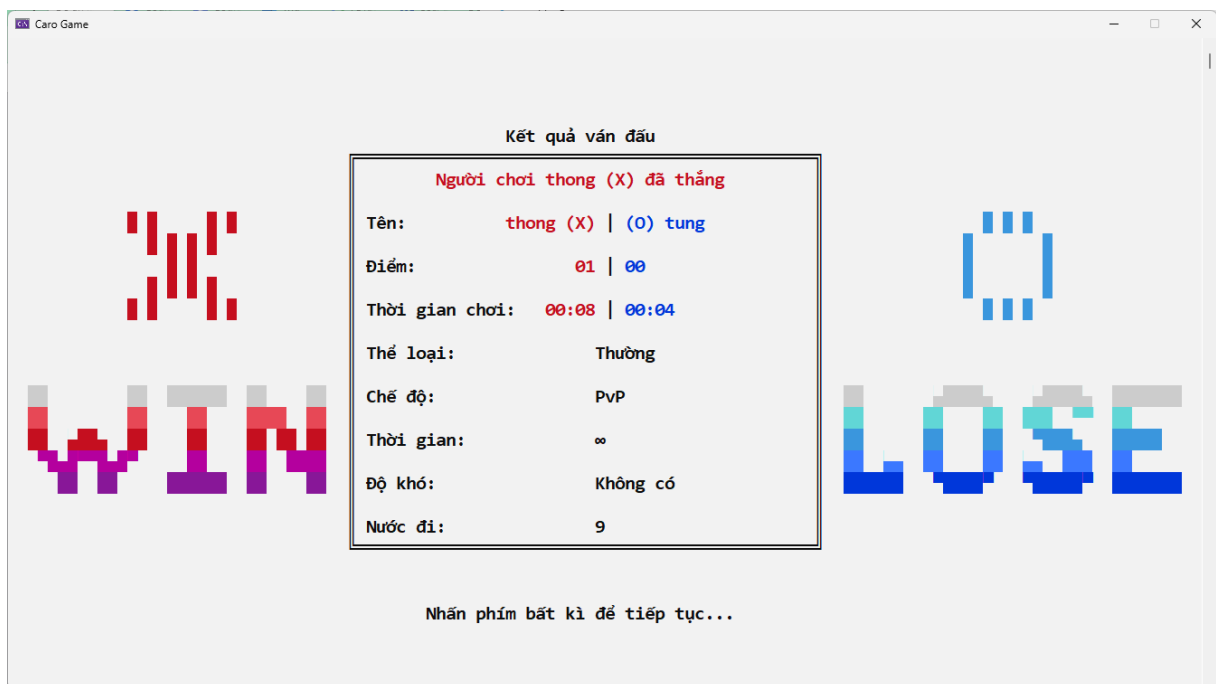 Caro Game
Kết quả ván đấu
Người chơi thong (X) đã thắng
Tên: thong (X) | (O) tung
Điểm: 01 | 00
Thời gian chơi: 00:08 | 00:04
Thể loại: Thường
Chế độ: PvP
Thời gian: ∞
Độ khó: Không có
Nước đi: 9
X
WIN
O
LOSE
Nhấn phím bất kì để tiếp tục...